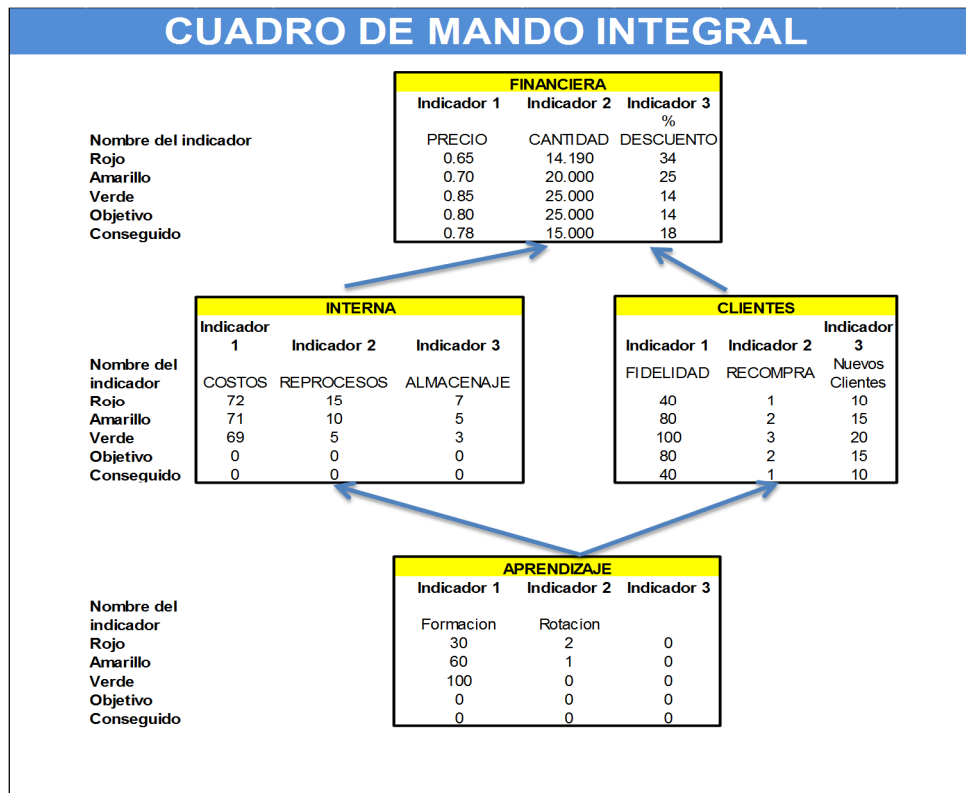 CUADRO DE MANDO INTEGRAL
FINANCIERA
Indicador 1 Indicador 2 Indicador 3
Nombre del indicador PRECIO CANTIDAD % DESCUENTO
Rojo 0.65 14.190 34
Amarillo 0.70 20.000 25
Verde 0.85 25.000 14
Objetivo 0.80 25.000 14
Conseguido 0.78 15.000 18
INTERNA
Indicador 1 Indicador 2 Indicador 3
Nombre del indicador COSTOS REPROCESOS ALMACENAJE
Rojo 72 15 7
Amarillo 71 10 5
Verde 69 5 3
Objetivo 0 0 0
Conseguido 0 0 0
CLIENTES
Indicador 1 Indicador 2 Indicador 3
FIDELIDAD RECOMPRA Nuevos Clientes
40 1 10
80 2 15
100 3 20
80 2 15
40 1 10
APRENDIZAJE
Indicador 1 Indicador 2 Indicador 3
Nombre del indicador Formacion Rotacion
Rojo 30 2 0
Amarillo 60 1 0
Verde 100 0 0
Objetivo 0 0 0
Conseguido 0 0 0